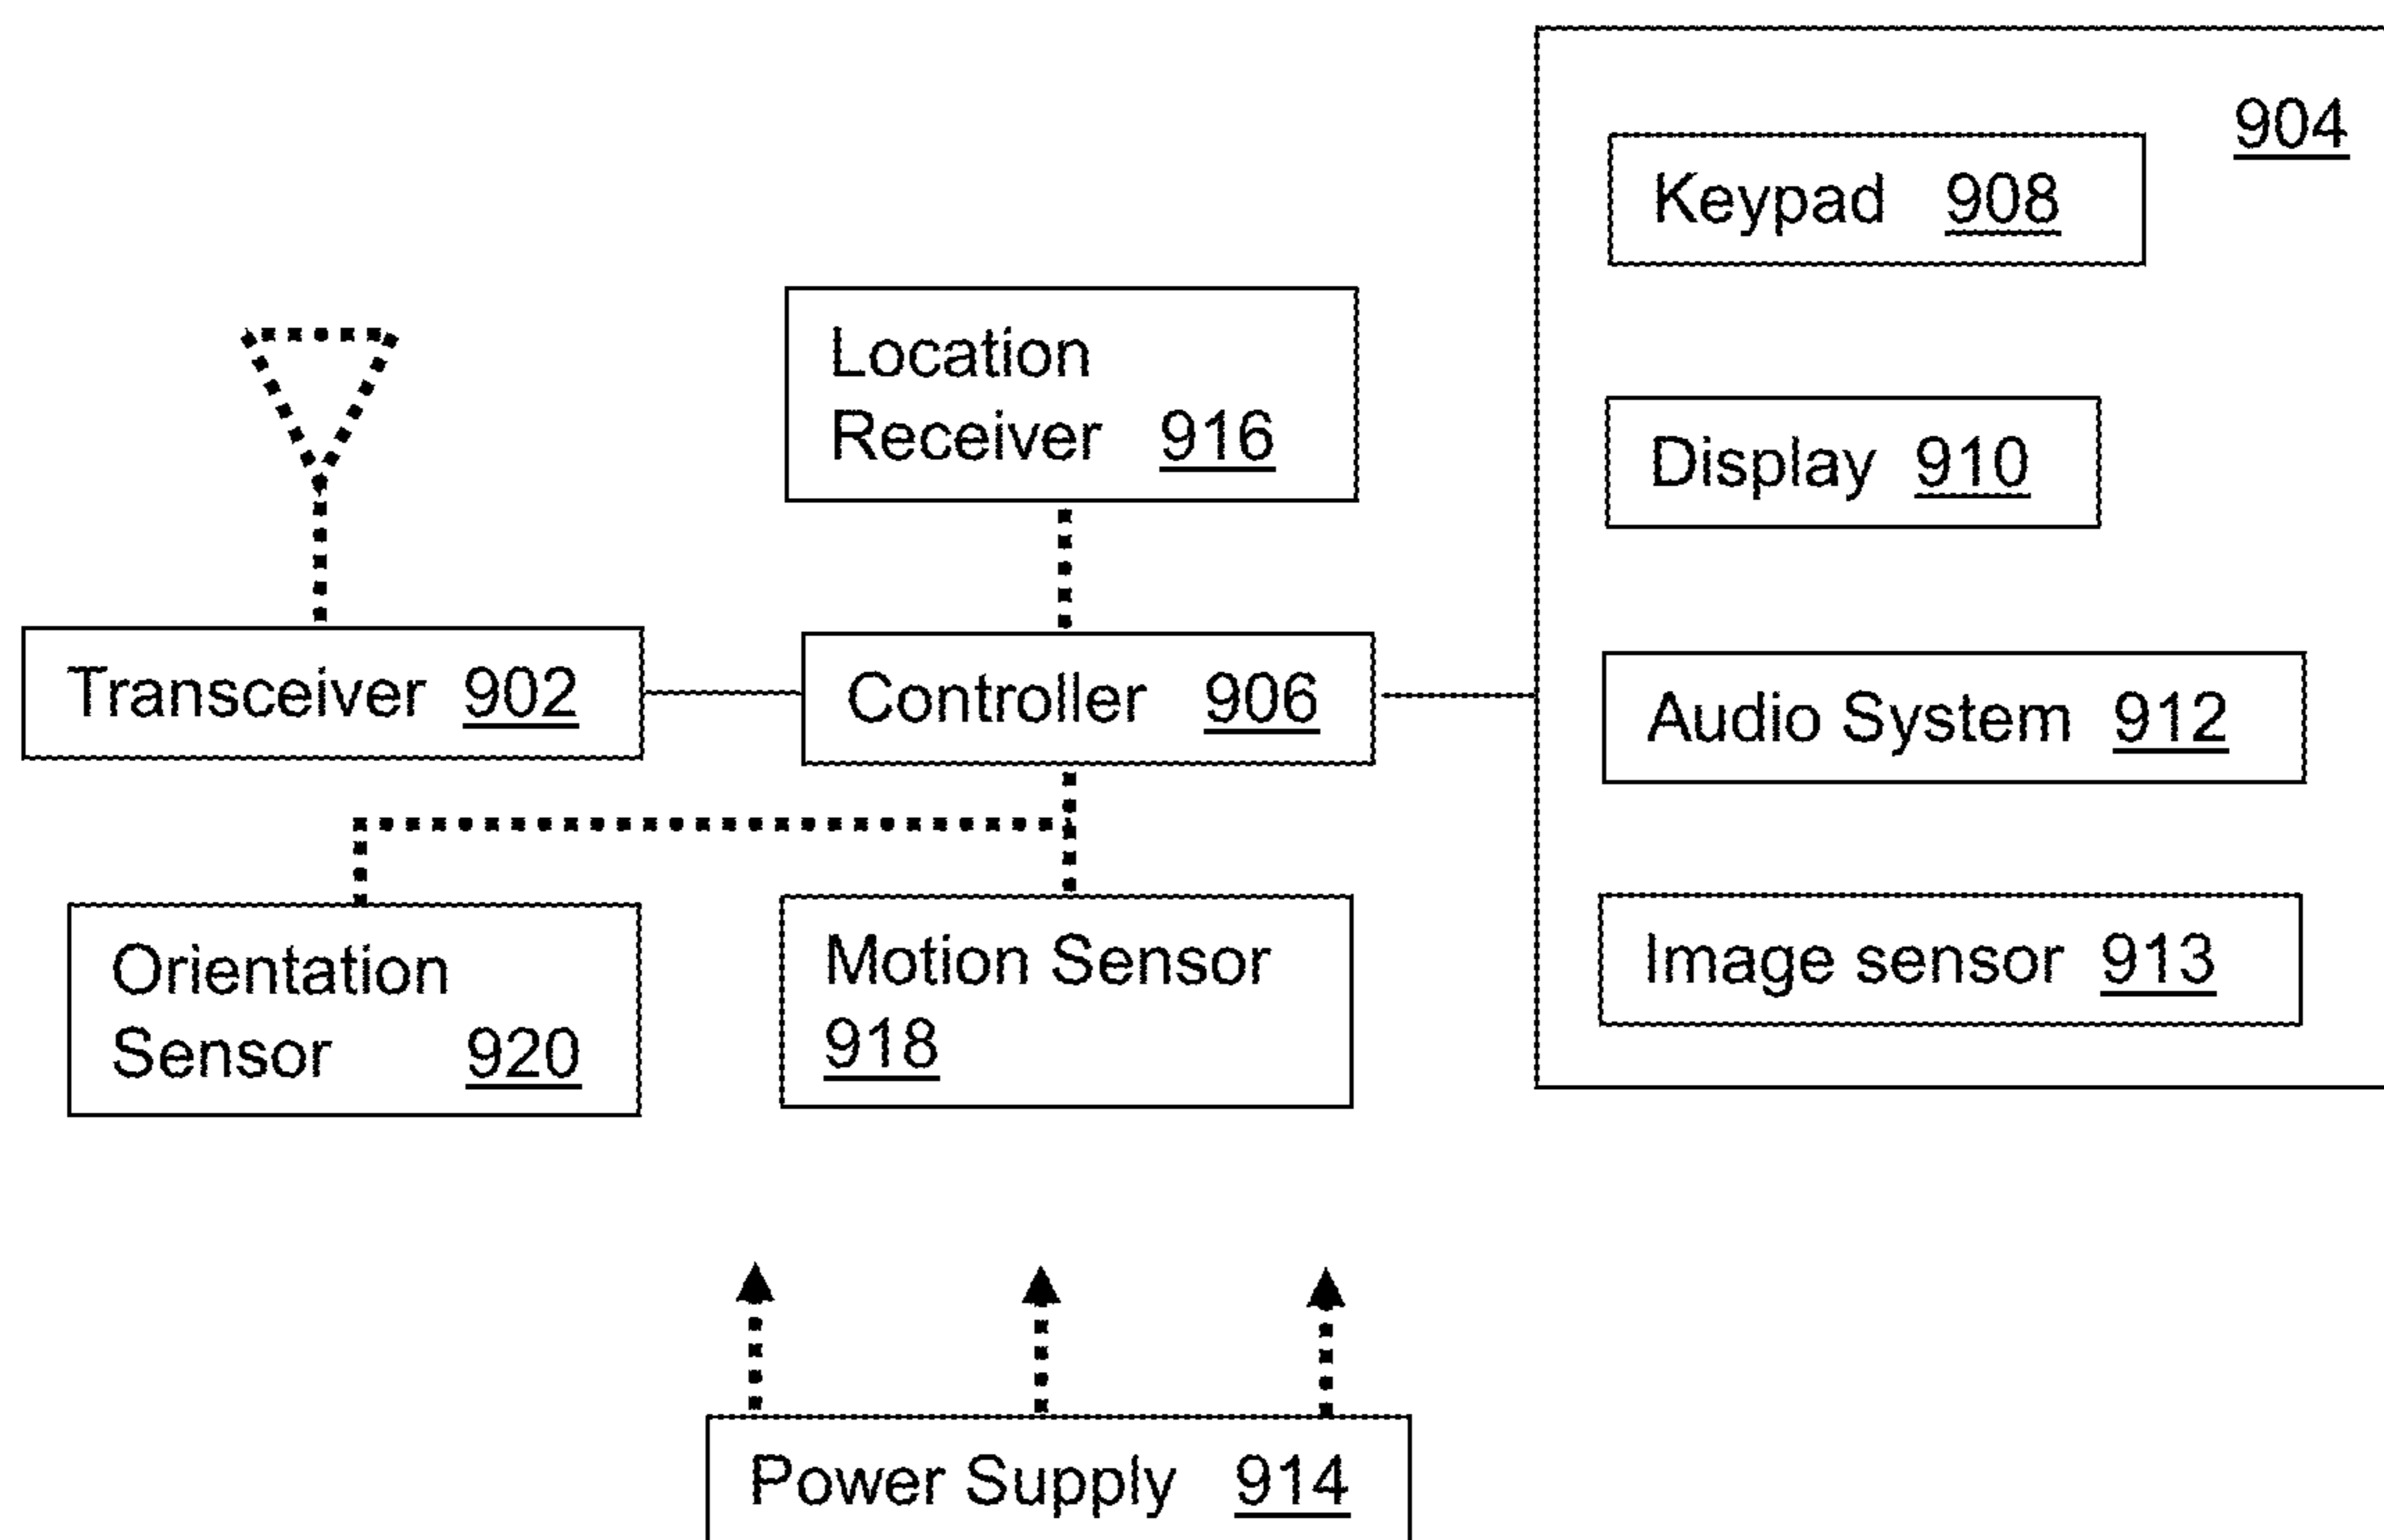 904
Keypad 908
Location
Receiver 916
Display 910
Transceiver 902
Controller 906
Audio System 912
Orientation
Sensor 920
Motion Sensor
918
Image sensor 913
Power Supply 914